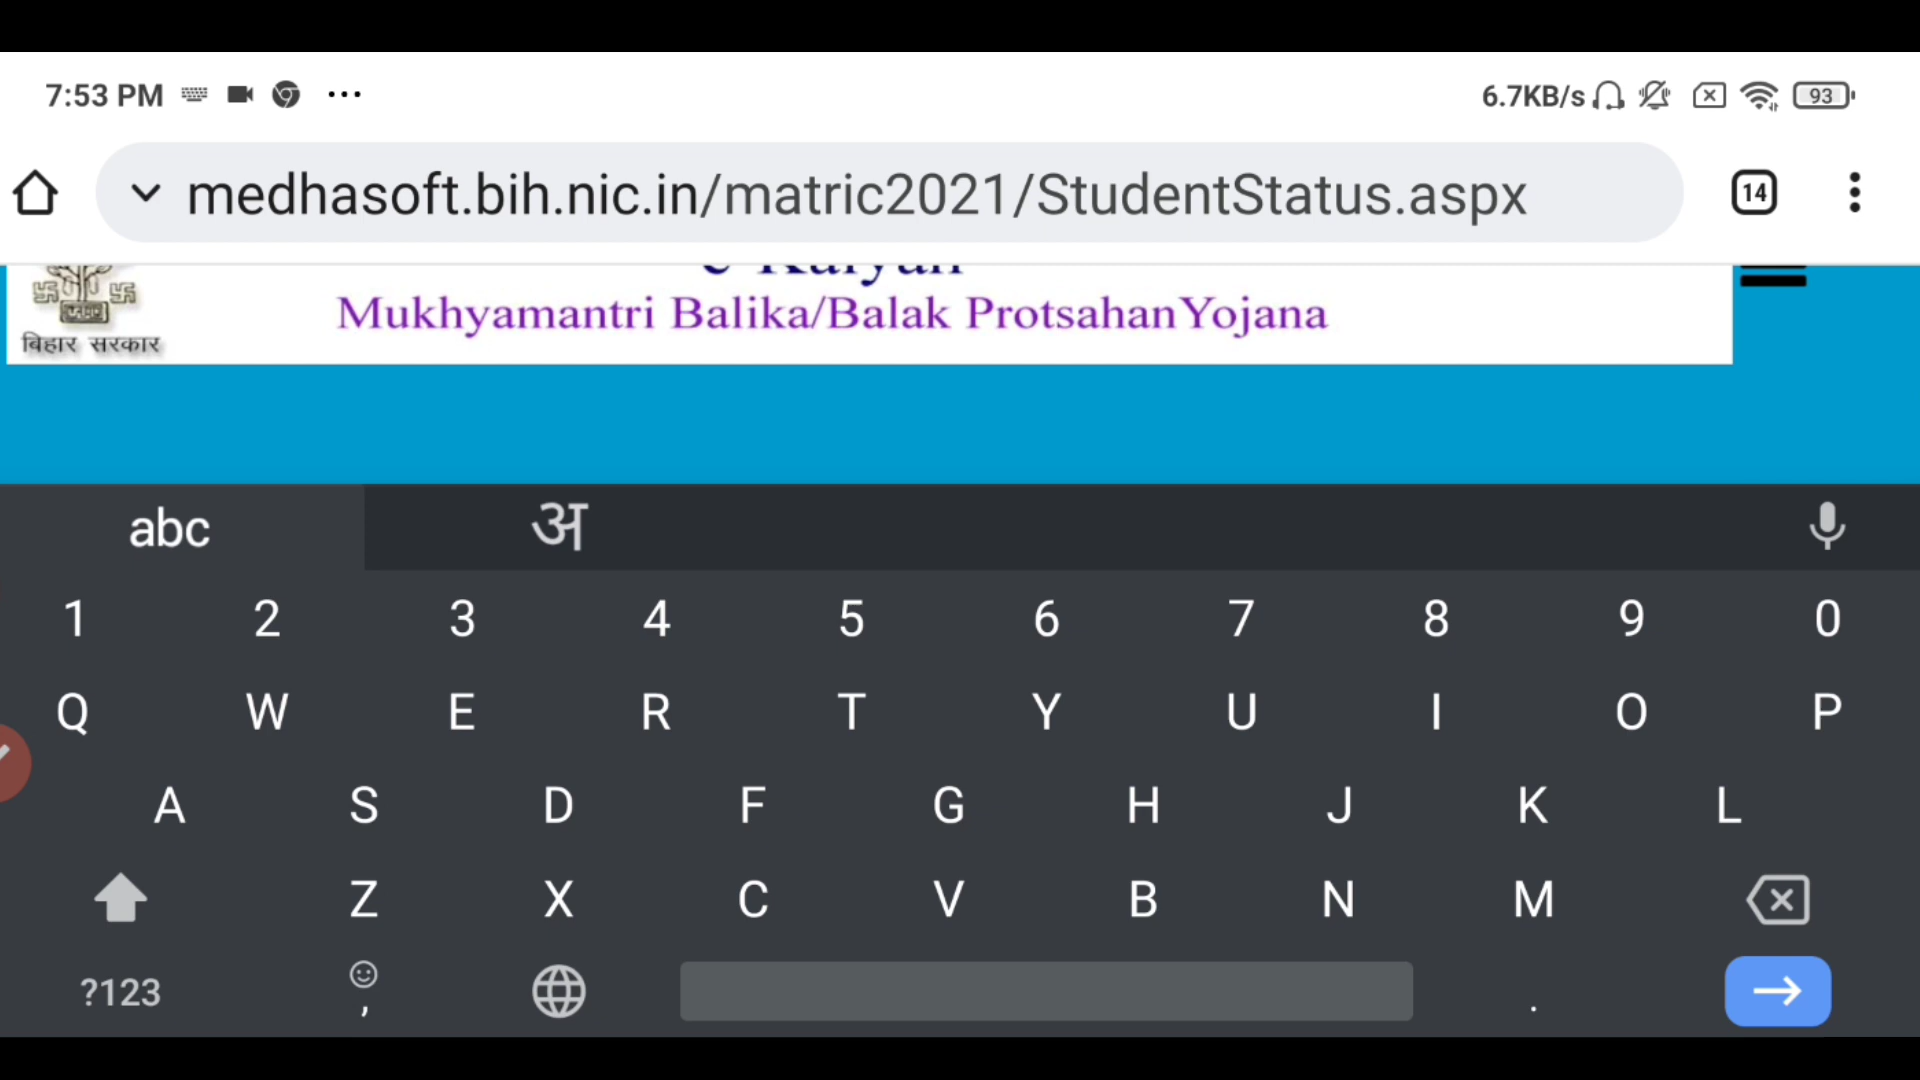 7:53 PM ... 6.7KB/s 93
medhasoft.bih.nic.in/matric2021/StudentStatus.aspx 14
e Kalyan
Mukhyamantri Balika/Balak Protsahan Yojana
बिहार सरकार
abc अ
1 2 3 4 5 6 7 8 9 0
Q W E R T Y U I O P
A S D F G H J K L
Z X C V B N M
?123 , .